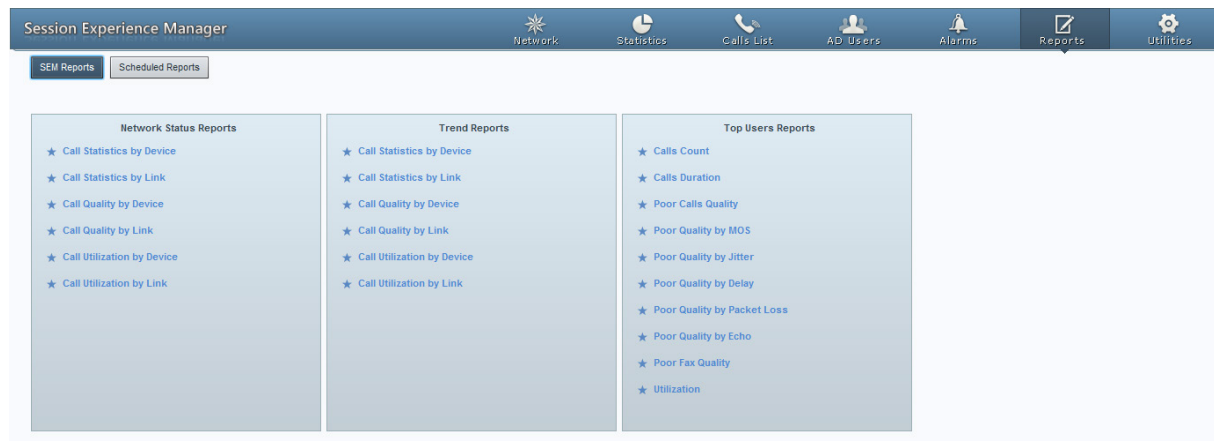 Session Experience Manager
Network
Statistics
Calls List
AD Users
Alarms
Reports
Utilities
SEM Reports
Scheduled Reports
Network Status Reports
Call Statistics by Device
Call Statistics by Link
Call Quality by Device
Call Quality by Link
Call Utilization by Device
Call Utilization by Link
Trend Reports
Call Statistics by Device
Call Statistics by Link
Call Quality by Device
Call Quality by Link
Call Utilization by Device
Call Utilization by Link
Top Users Reports
Calls Count
Calls Duration
Poor Calls Quality
Poor Quality by MOS
Poor Quality by Jitter
Poor Quality by Delay
Poor Quality by Packet Loss
Poor Quality by Echo
Poor Fax Quality
Utilization